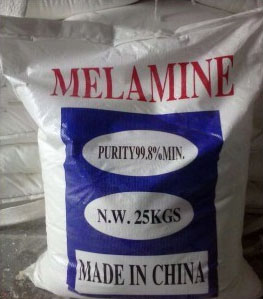 MELAMINE
PURITY99.8%MIN.
N.W. 25KGS
MADE IN CHINA